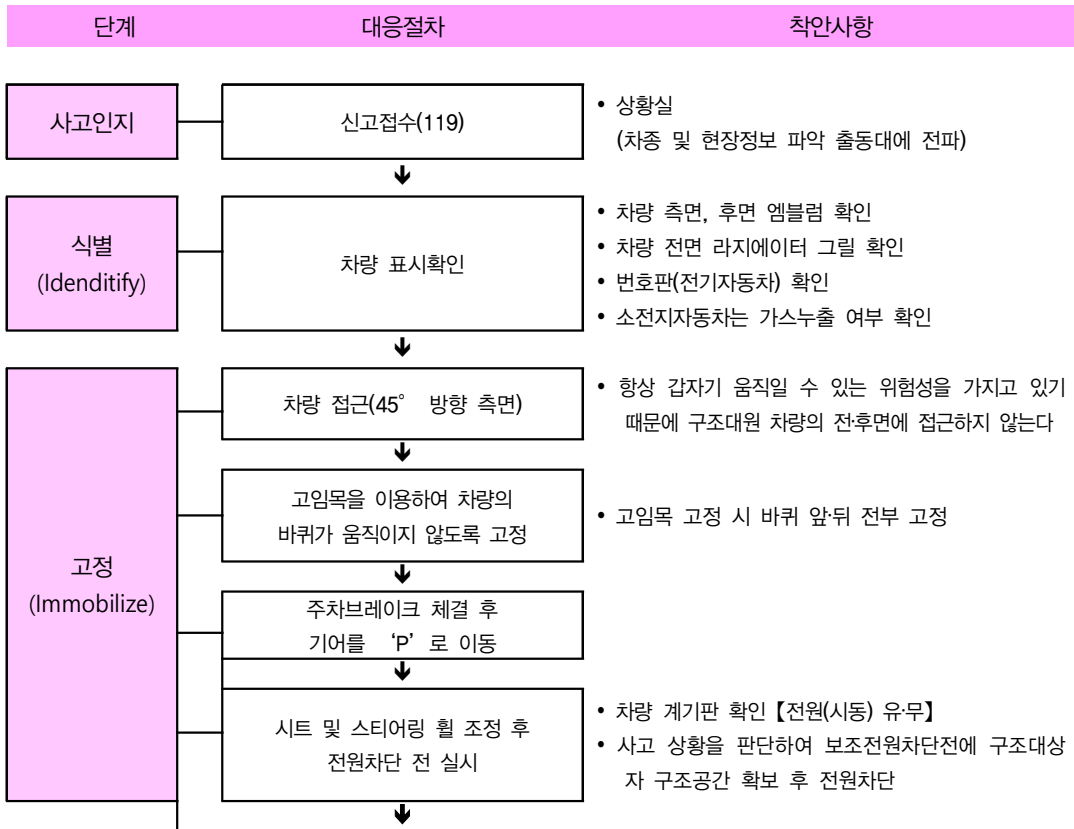 단계 대응절차 착안사항
사고인지
신고접수(119)
• 상황실
(차종 및 현장정보 파악 출동대에 전파)
식별
(Idenditify)
차량 표시확인
• 차량 측면, 후면 엠블럼 확인
• 차량 전면 라지에이터 그릴 확인
• 번호판(전기자동차) 확인
• 소전지자동차는 가스누출 여부 확인
고정
(Immobilize)
차량 접근(45° 방향 측면)
• 항상 갑자기 움직일 수 있는 위험성을 가지고 있기
때문에 구조대원 차량의 전·후면에 접근하지 않는다
고임목을 이용하여 차량의
바퀴가 움직이지 않도록 고정
• 고임목 고정 시 바퀴 앞·뒤 전부 고정
주차브레이크 체결 후
기어를 ‘P’로 이동
시트 및 스티어링 휠 조정 후
전원차단 전 실시
• 차량 계기판 확인【전원(시동) 유·무】
• 사고 상황을 판단하여 보조전원차단전에 구조대상
자 구조공간 확보 후 전원차단